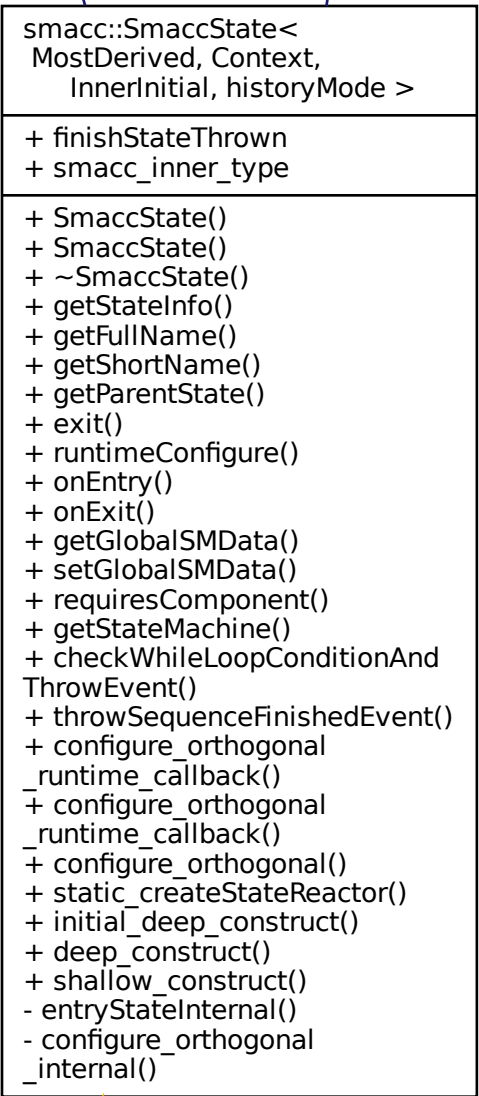 smacc::SmaccState<
MostDerived, Context,
InnerInitial, historyMode >
+ finishStateThrown
+ smacc_inner_type
+ SmaccState()
+ SmaccState()
+ ~SmaccState()
+ getStateInfo()
+ getFullName()
+ getShortName()
+ getParentState()
+ exit()
+ runtimeConfigure()
+ onEntry()
+ onExit()
+ getGlobalSMData()
+ setGlobalSMData()
+ requiresComponent()
+ getStateMachine()
+ checkWhileLoopConditionAnd
ThrowEvent()
+ throwSequenceFinishedEvent()
+ configure_orthogonal
_runtime_callback()
+ configure_orthogonal
_runtime_callback()
+ configure_orthogonal()
+ static_createStateReactor()
+ initial_deep_construct()
+ deep_construct()
+ shallow_construct()
- entryStateInternal()
- configure_orthogonal
_internal()